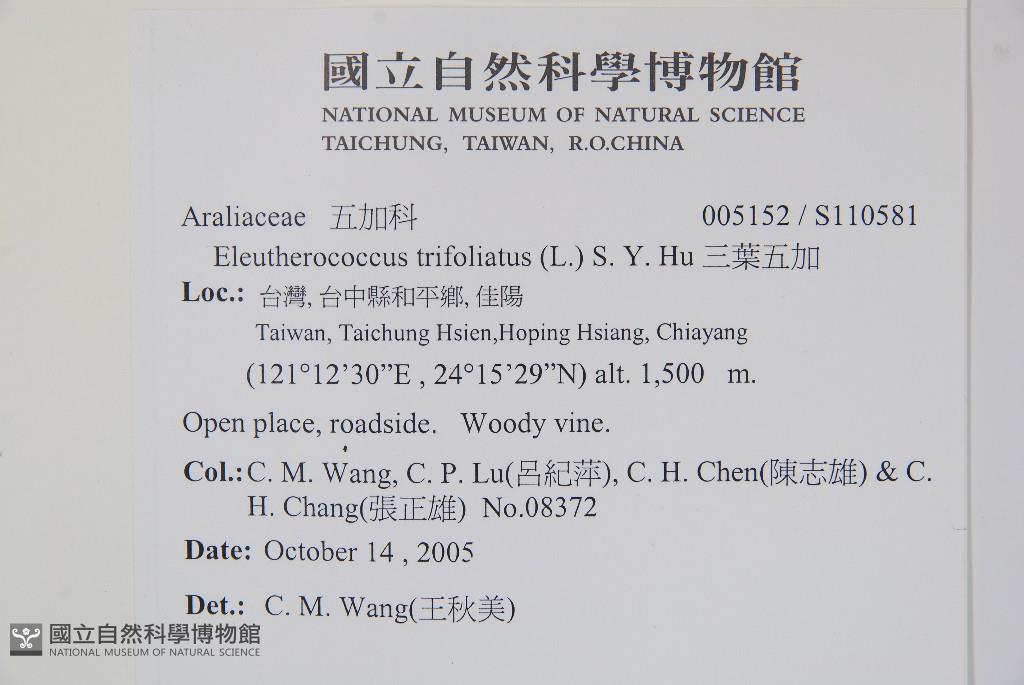 國立自然科學博物館
NATIONAL MUSEUM OF NATURAL SCIENCE
TAICHUNG, TAIWAN, R.O.CHINA
Araliaceae 五加科 005152 / S110581
Eleutherococcus trifoliatus (L.) S. Y. Hu 三葉五加
Loc.: 台灣, 台中縣和平鄉, 佳陽
Taiwan, Taichung Hsien,Hoping Hsiang, Chiayang
(121°12’30”E , 24°15’29”N) alt. 1,500 m.
Open place, roadside. Woody vine.
Col.: C. M. Wang, C. P. Lu(呂紀萍), C. H. Chen(陳志雄) & C.
H. Chang(張正雄) No.08372
Date: October 14 , 2005
Det.: C. M. Wang(王秋美)
國立自然科學博物館
NATIONAL MUSEUM OF NATURAL SCIENCE